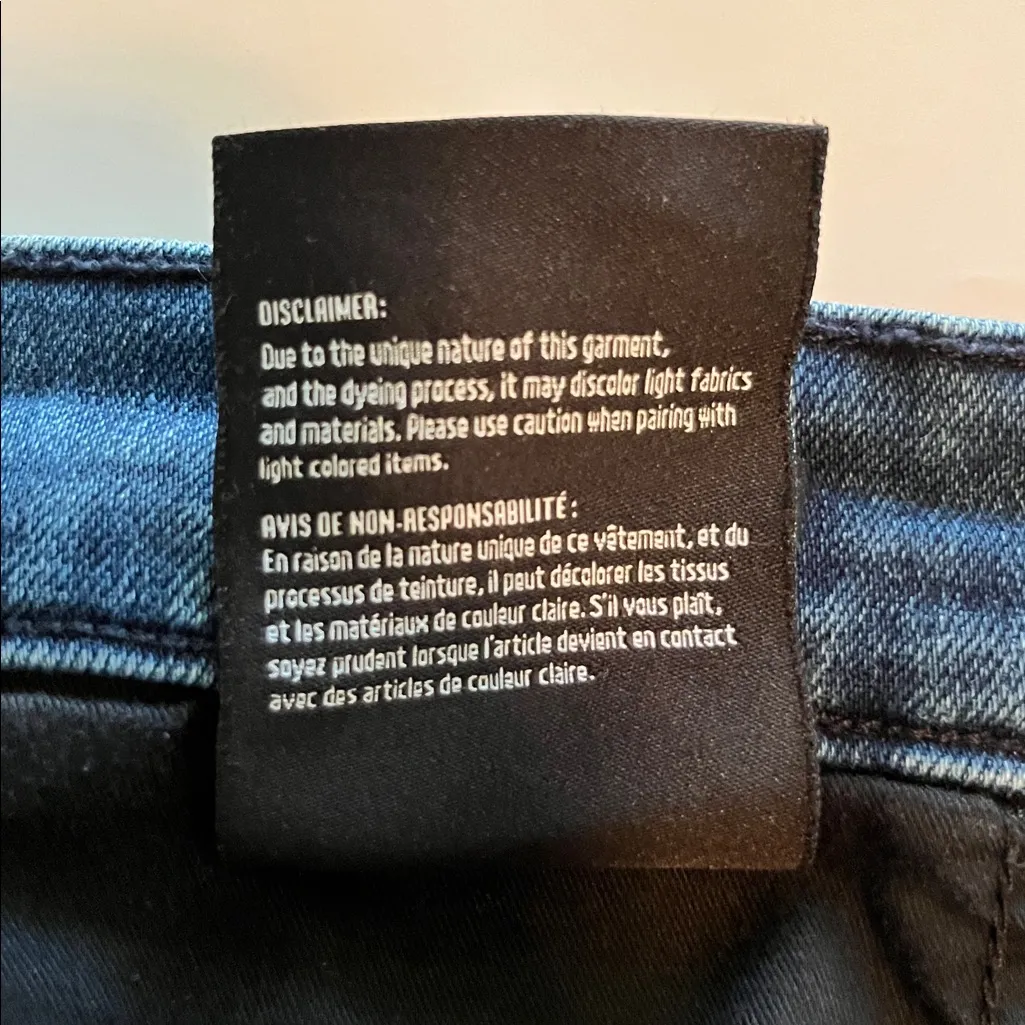 DISCLAIMER:
Due to the unique nature of this garment,
and the dyeing process, it may discolor light fabrics
and materials. Please use caution when pairing with
light colored items.
AVIS DE NON-RESPONSABILITÉ:
En raison de la nature unique de ce vêtement, et du
processus de teinture, il peut décolorer les tissus
et les matériaux de couleur claire. S'il vous plaît,
soyez prudent lorsque l'article devient en contact
avec des articles de couleur claire.